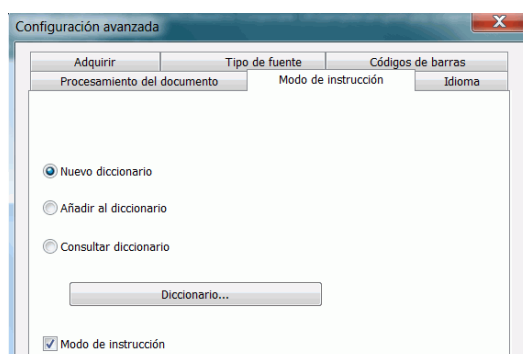 Configuración avanzada
Adquirir Tipo de fuente Códigos de barras
Procesamiento del documento Modo de instrucción Idioma
Nuevo diccionario
Añadir al diccionario
Consultar diccionario
Diccionario...
Modo de instrucción